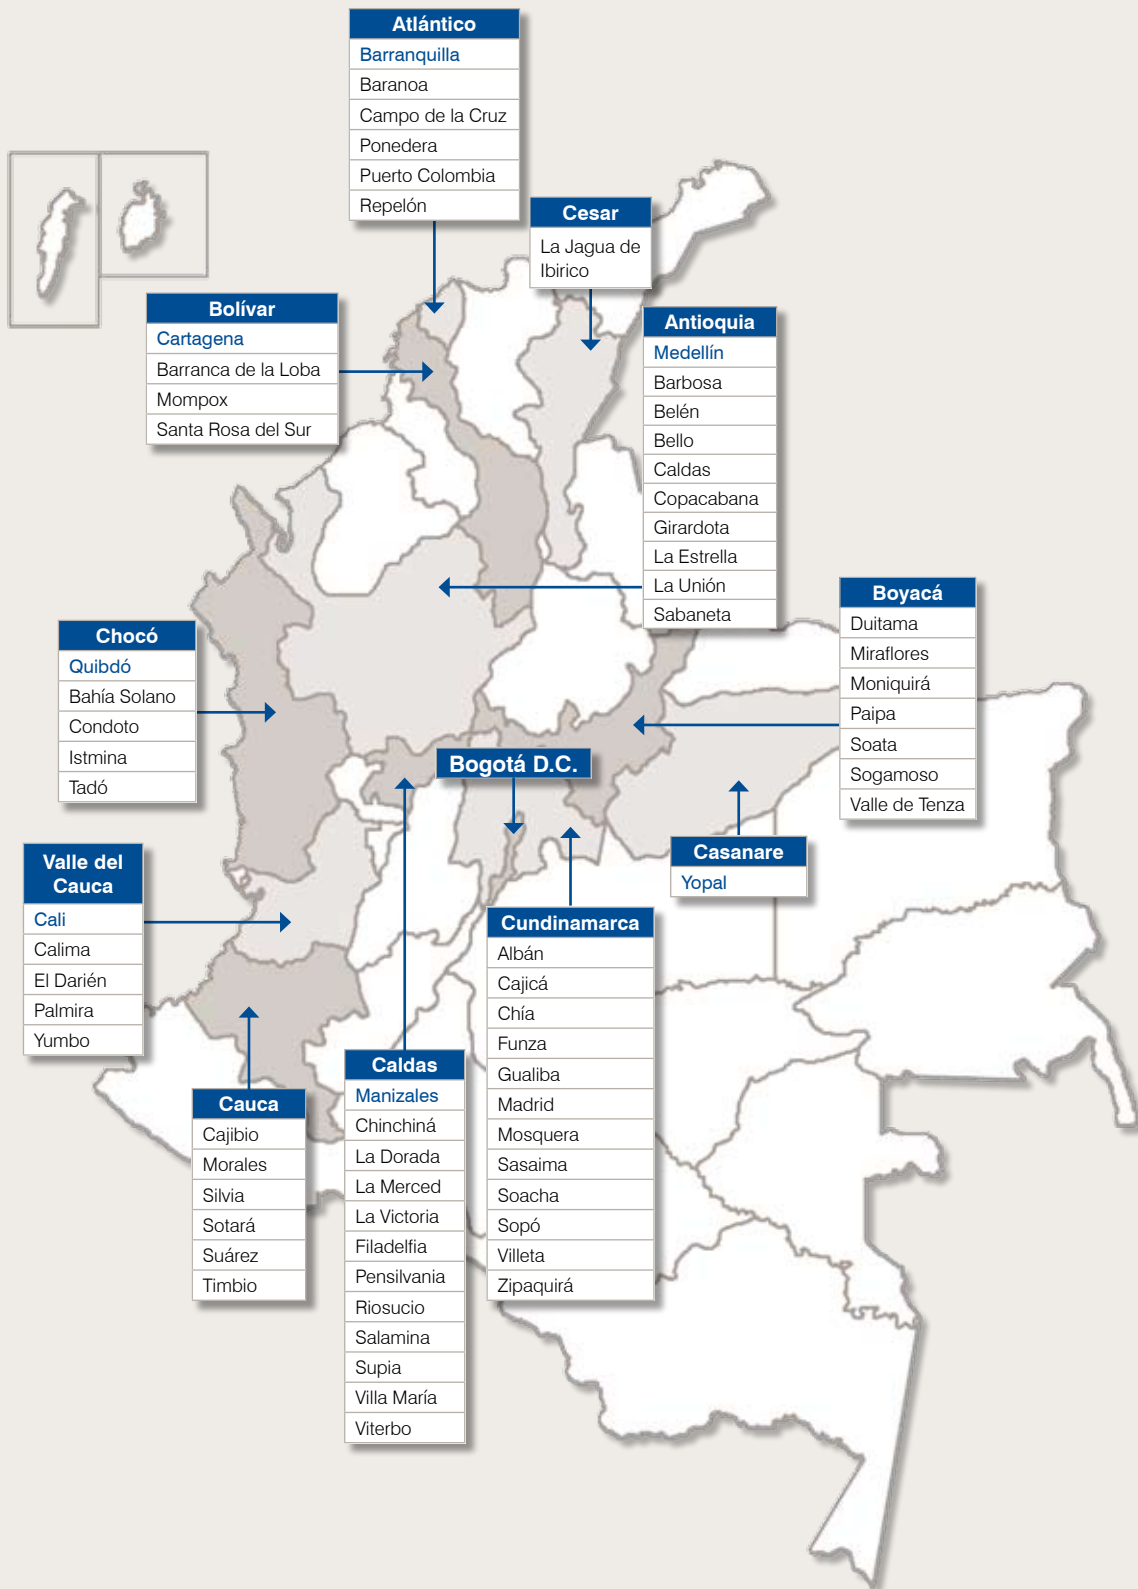 Atlántico
Barranquilla
Baranoa
Campo de la Cruz
Ponedera
Puerto Colombia
Repelón
Cesar
La Jagua de
Ibirico
Bolívar
Cartagena
Barranca de la Loba
Mompox
Santa Rosa del Sur
Antioquia
Medellín
Barbosa
Belén
Bello
Caldas
Copacabana
Girardota
La Estrella
La Unión
Sabaneta
Boyacá
Duitama
Miraflores
Moniquirá
Paipa
Soata
Sogamoso
Valle de Tenza
Chocó
Quibdó
Bahía Solano
Condoto
Istmina
Tadó
Bogotá D.C.
Casanare
Yopal
Valle del
Cauca
Cali
Calima
El Darién
Palmira
Yumbo
Cundinamarca
Albán
Cajicá
Chía
Funza
Gualiba
Madrid
Mosquera
Sasaima
Soacha
Sopó
Villeta
Zipaquirá
Caldas
Manizales
Chinchiná
La Dorada
La Merced
La Victoria
Filadelfia
Pensilvania
Riosucio
Salamina
Supia
Villa María
Viterbo
Cauca
Cajibio
Morales
Silvia
Sotará
Suárez
Timbio